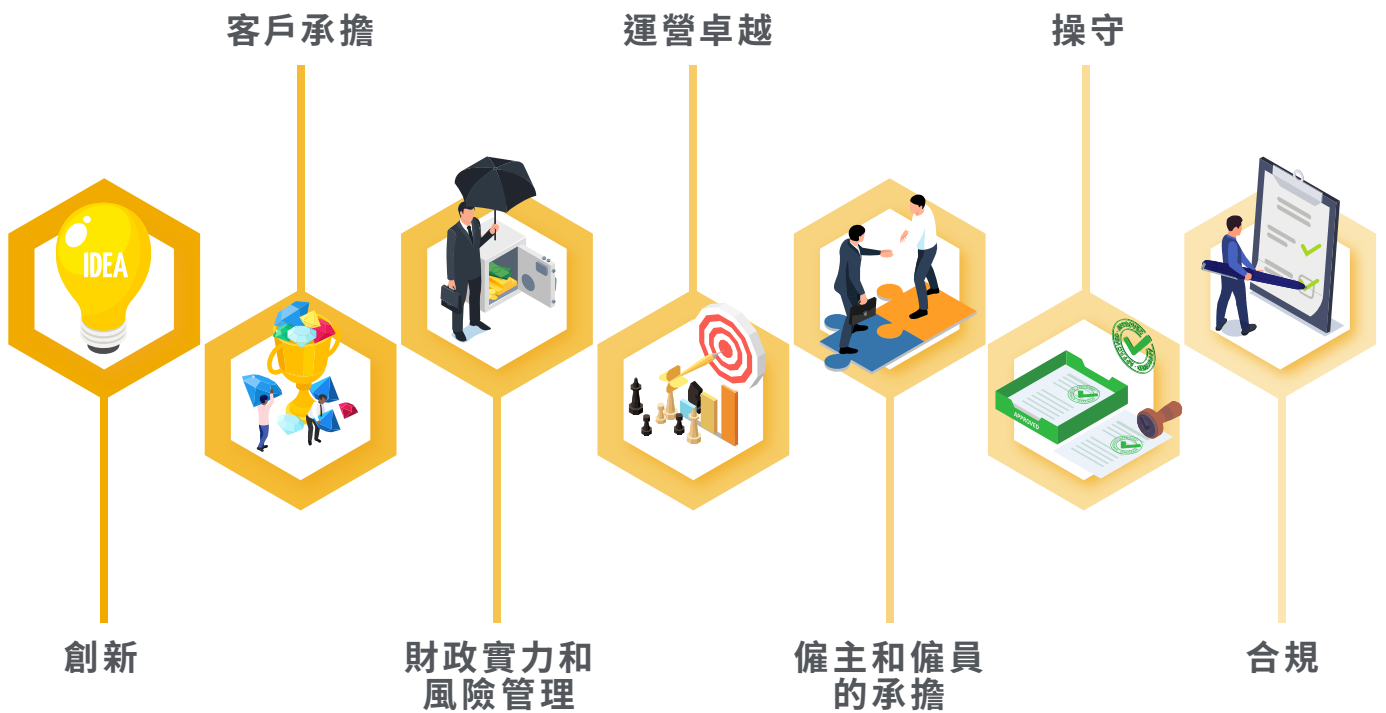 客戶承擔
運營卓越
操守
IDEA
APPROVED
創新
財政實力和
風險管理
僱主和僱員
的承擔
合規